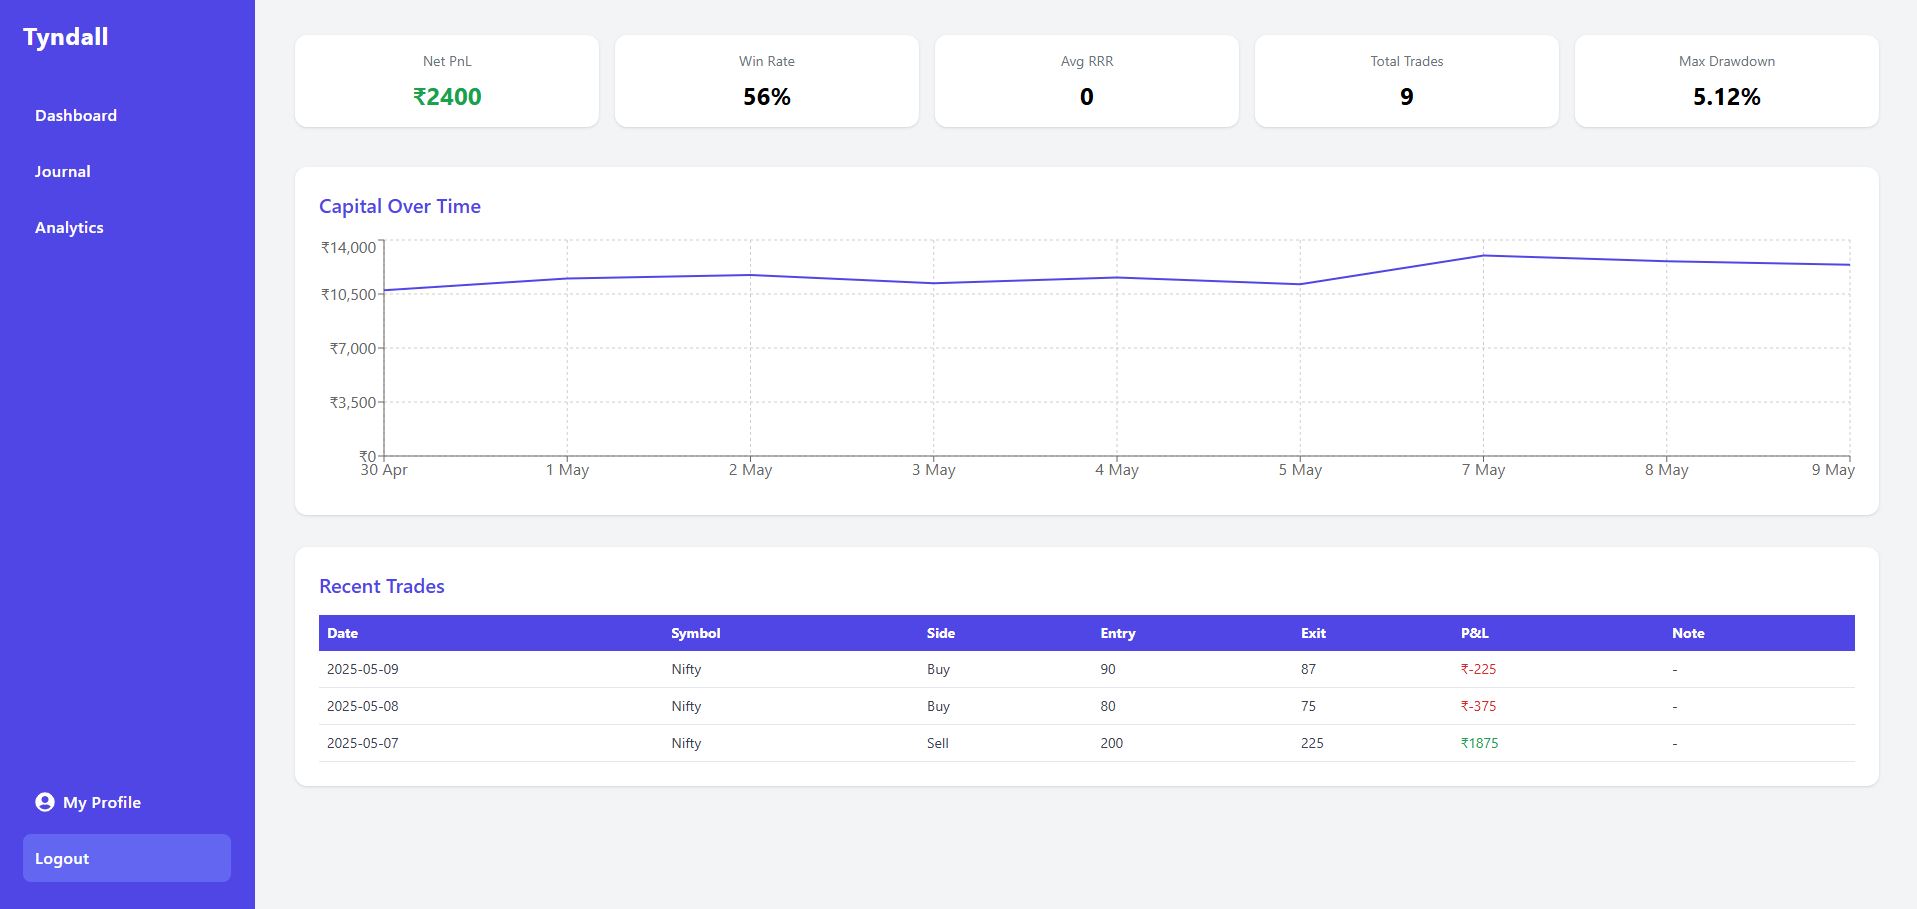 Tyndall
Dashboard
Journal
Analytics
My Profile
Logout
Net PnL
₹2400
Win Rate
56%
Avg RRR
0
Total Trades
9
Max Drawdown
5.12%
Capital Over Time
₹14,000
₹10,500
₹7,000
₹3,500
₹0
30 Apr 1 May 2 May 3 May 4 May 5 May 7 May 8 May 9 May
Recent Trades
Date Symbol Side Entry Exit P&L Note
2025-05-09 Nifty Buy 90 87 ₹-225 -
2025-05-08 Nifty Buy 80 75 ₹-375 -
2025-05-07 Nifty Sell 200 225 ₹1875 -